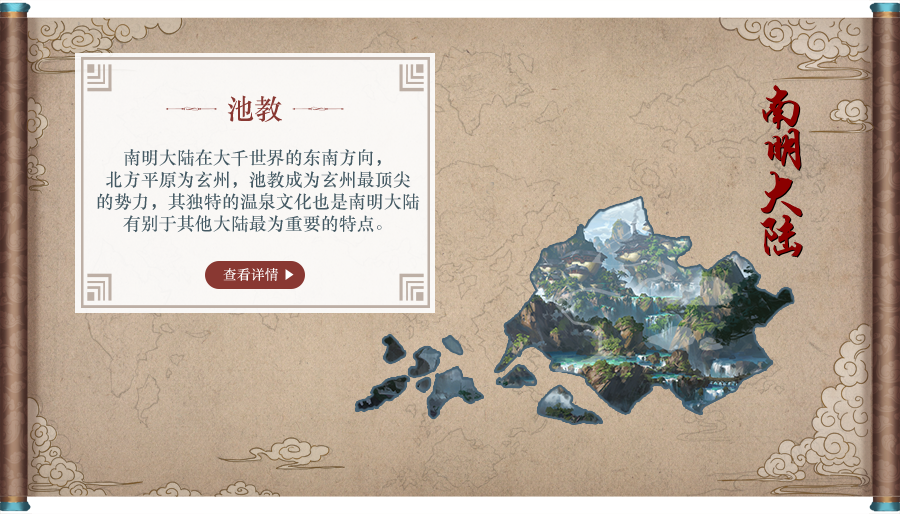 池教
南明大陆在大千世界的东南方向，
北方平原为玄州，池教成为玄州最顶尖
的势力，其独特的温泉文化也是南明大陆
有别于其他大陆最为重要的特点。
查看详情
南明大陆